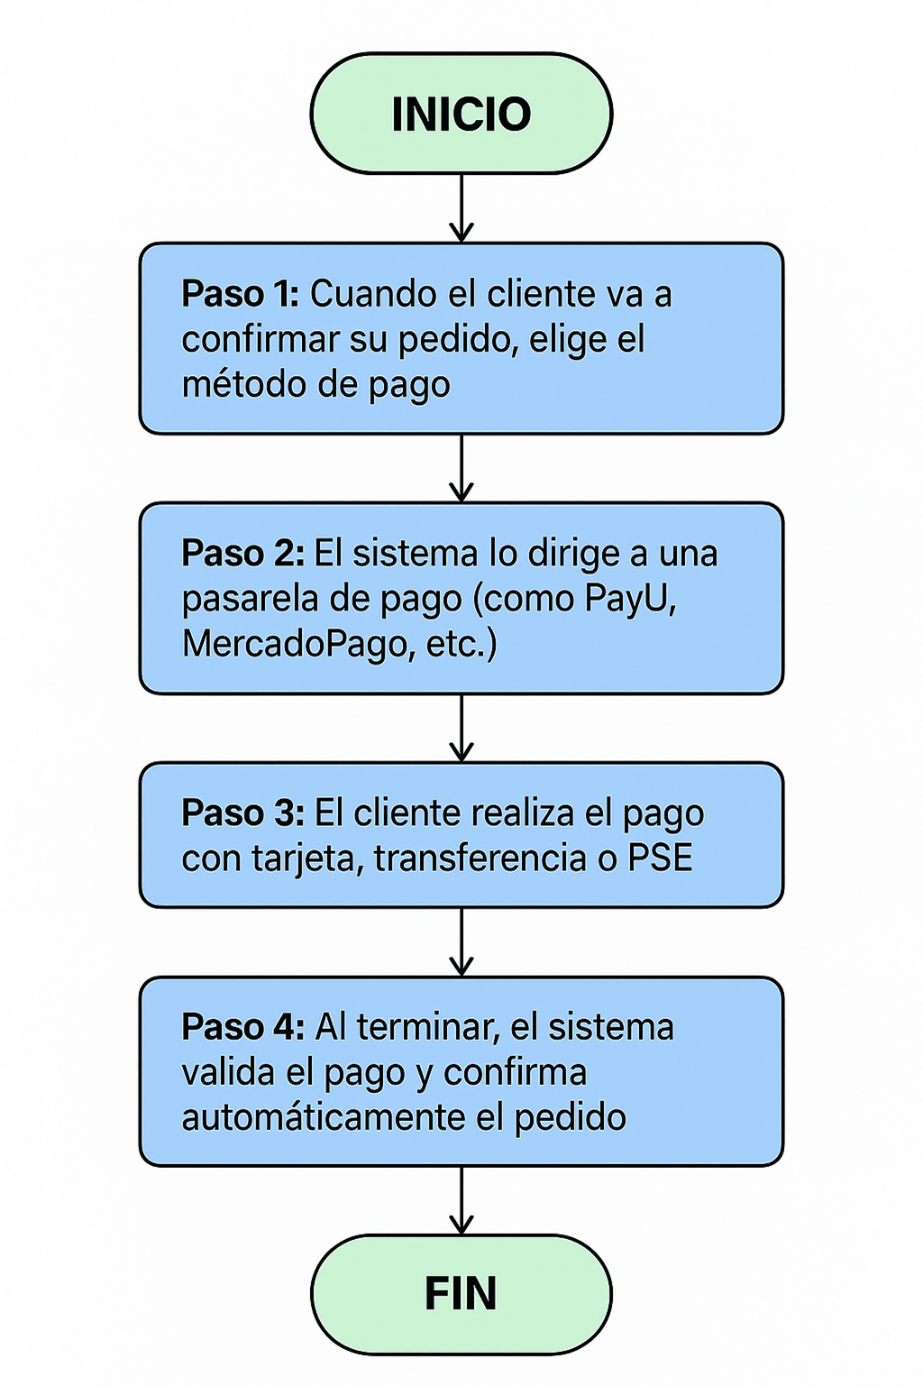 INICIO
Paso 1: Cuando el cliente va a
confirmar su pedido, elige el
método de pago
Paso 2: El sistema lo dirige a una
pasarela de pago (como PayU,
MercadoPago, etc.)
Paso 3: El cliente realiza el pago
con tarjeta, transferencia o PSE
Paso 4: Al terminar, el sistema
valida el pago y confirma
automáticamente el pedido
FIN